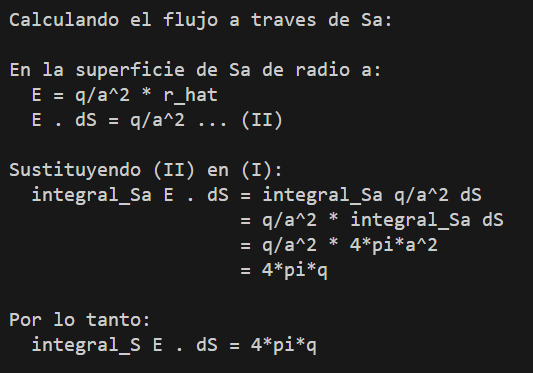 Calculando el flujo a traves de Sa:
En la superficie de Sa de radio a:
E = q/a^2 * r_hat
E . dS = q/a^2 ... (II)
Sustituyendo (II) en (I):
integral_Sa E . dS = integral_Sa q/a^2 dS
= q/a^2 * integral_Sa dS
= q/a^2 * 4*pi*a^2
= 4*pi*q
Por lo tanto:
integral_S E . dS = 4*pi*q